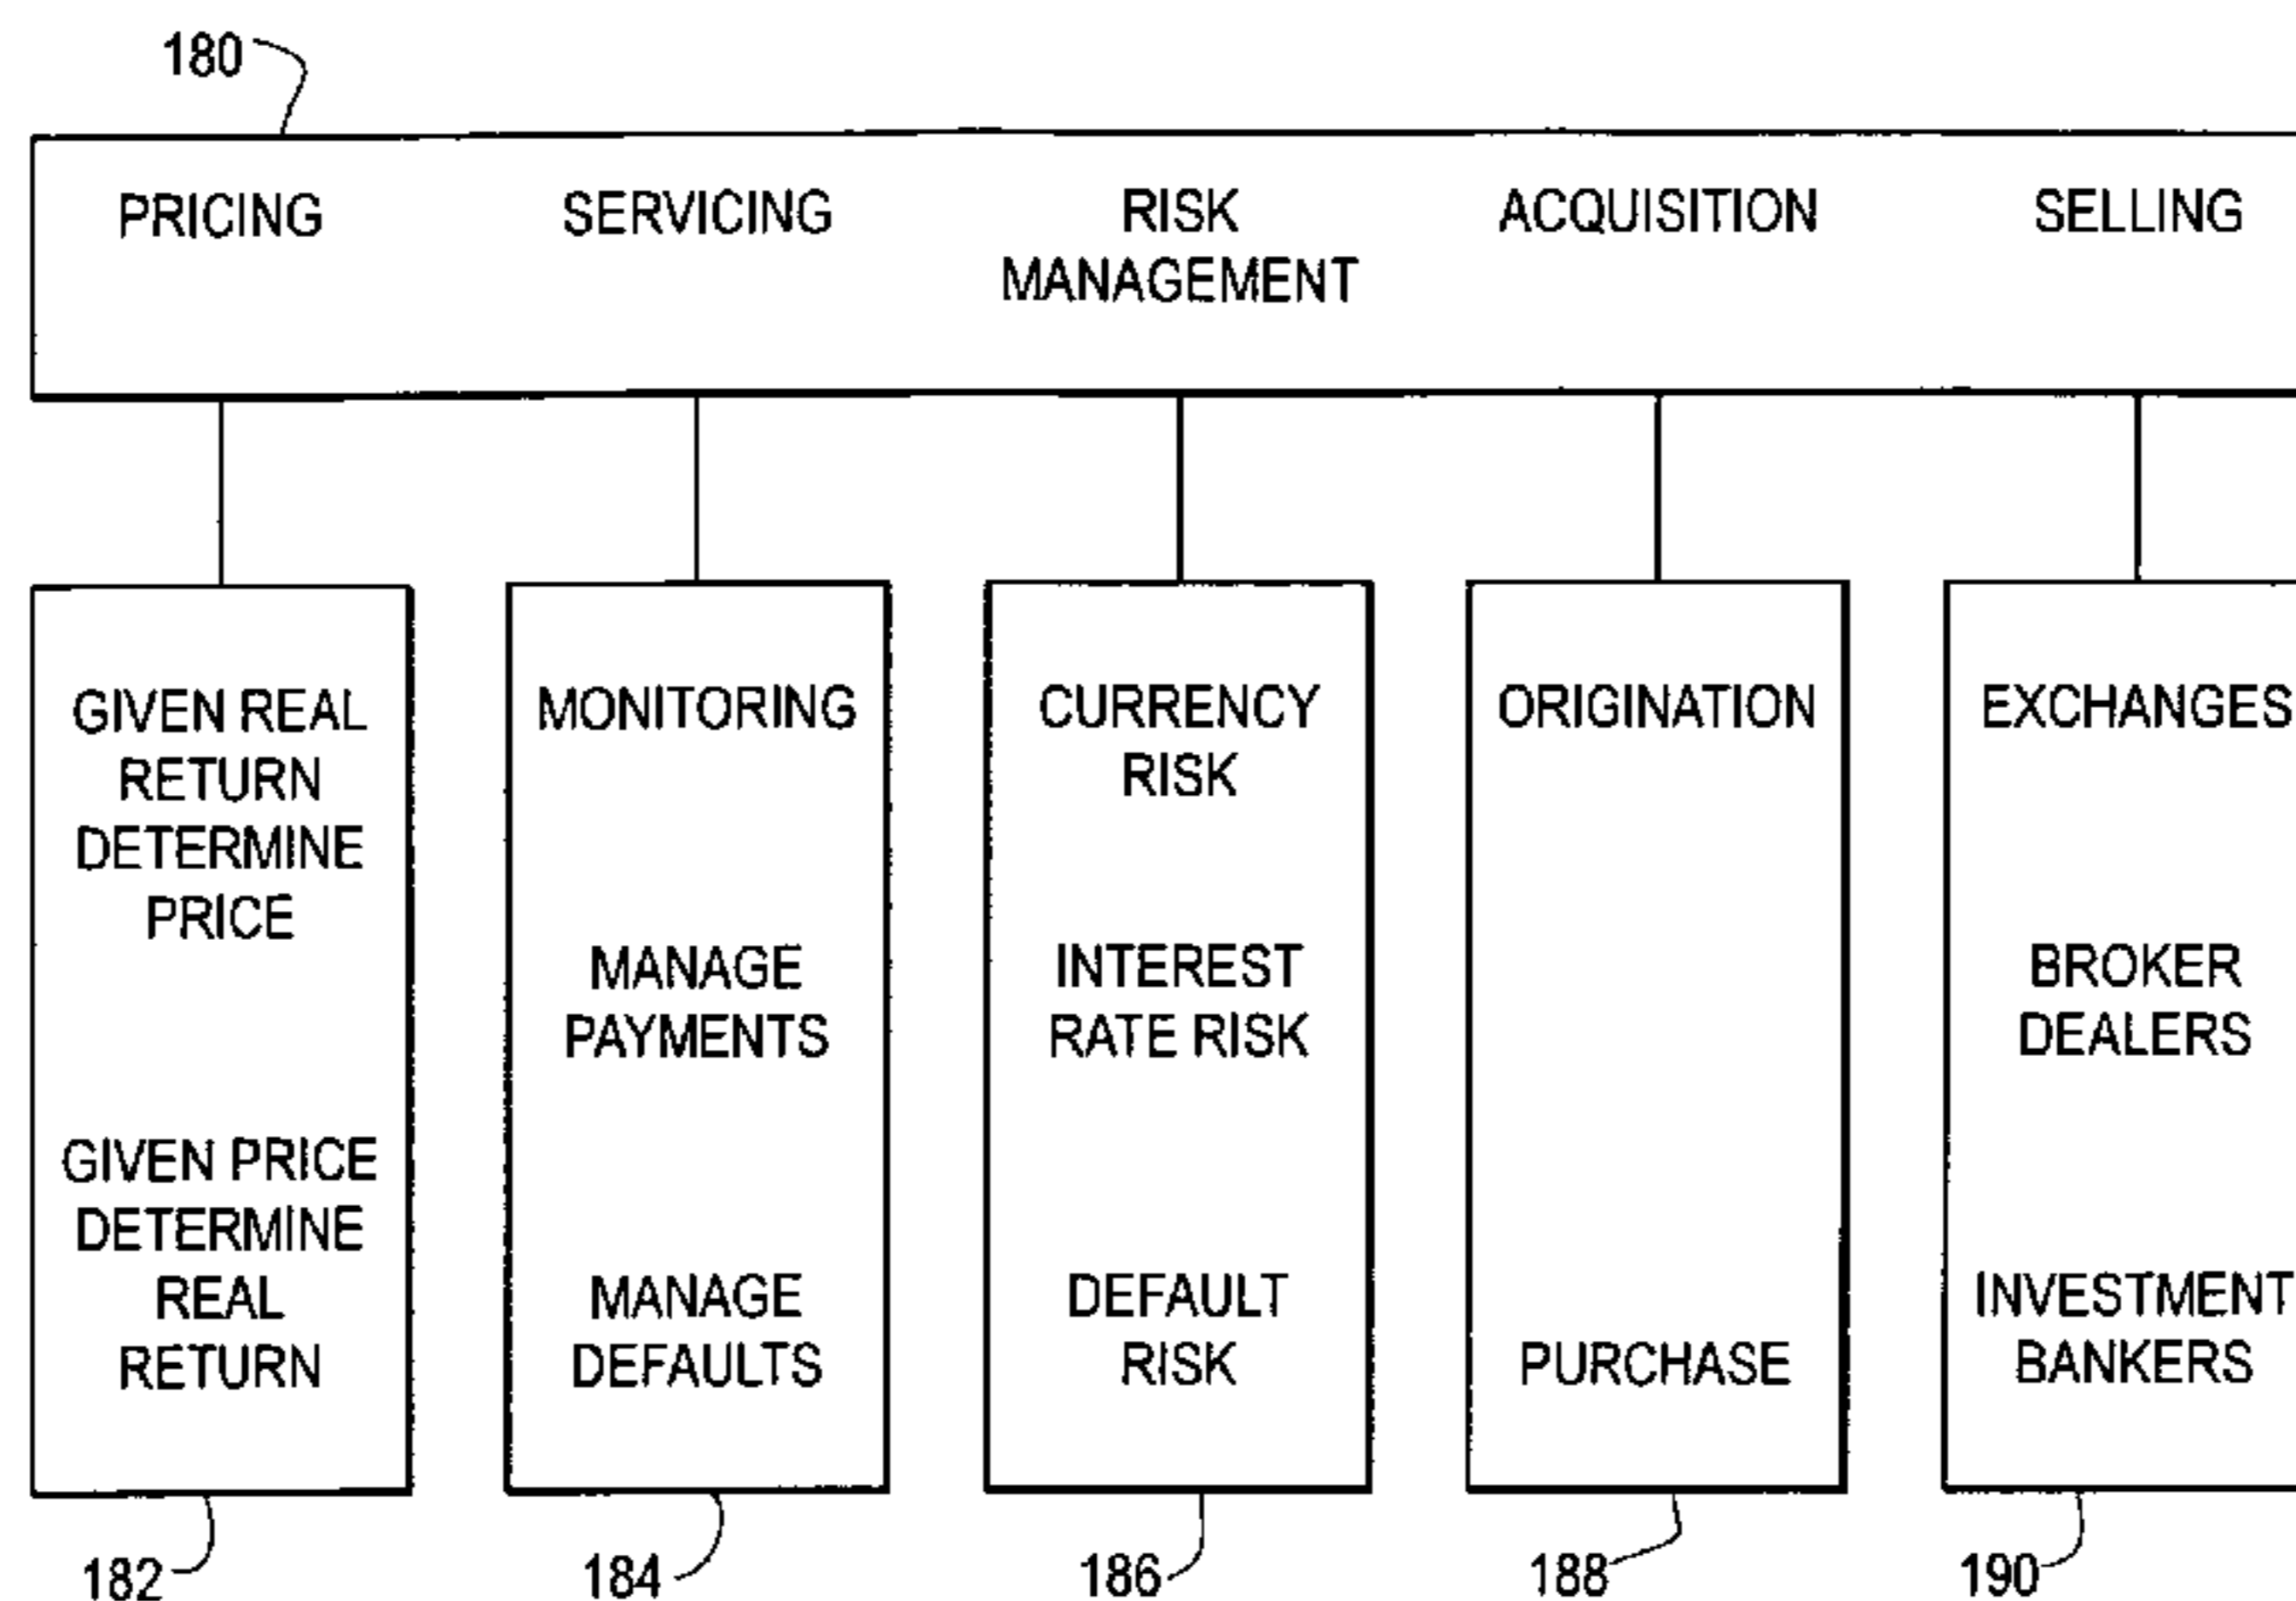 180
PRICING
SERVICING
RISK
MANAGEMENT
ACQUISITION
SELLING
GIVEN REAL
RETURN
DETERMINE
PRICE
GIVEN PRICE
DETERMINE
REAL
RETURN
MONITORING
MANAGE
PAYMENTS
MANAGE
DEFAULTS
CURRENCY
RISK
INTEREST
RATE RISK
DEFAULT
RISK
ORIGINATION
PURCHASE
EXCHANGES
BROKER
DEALERS
INVESTMENT
BANKERS
182
184
186
188
190